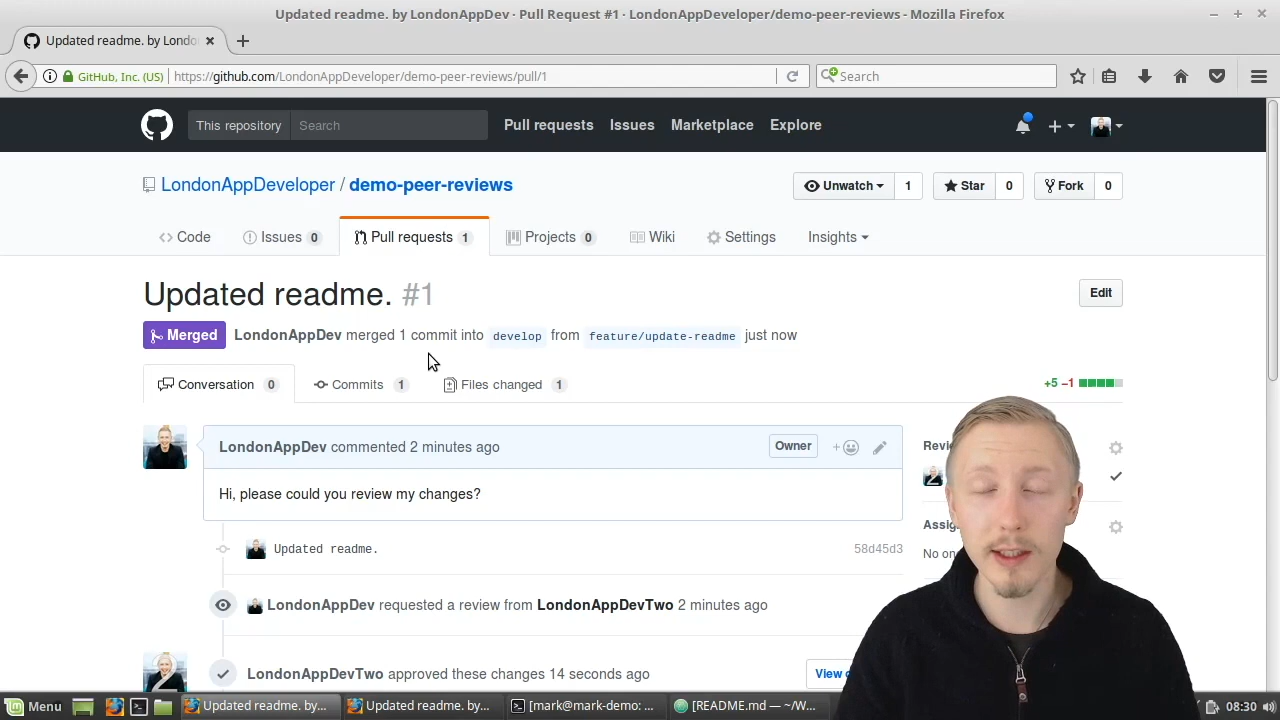 Updated readme. by LondonAppDev · Pull Request #1 · LondonAppDeveloper/demo-peer-reviews - Mozilla Firefox
Updated readme. by Londo
GitHub, Inc. (US) https://github.com/LondonAppDeveloper/demo-peer-reviews/pull/1 Search
This repository Search Pull requests Issues Marketplace Explore
LondonAppDeveloper / demo-peer-reviews Unwatch 1 Star 0 Fork 0
Code Issues 0 Pull requests 1 Projects 0 Wiki Settings Insights
Updated readme. #1 Edit
Merged LondonAppDev merged 1 commit into develop from feature/update-readme just now
Conversation 0 Commits 1 Files changed 1 +5 −1
LondonAppDev commented 2 minutes ago Owner
Hi, please could you review my changes?
Updated readme. 58d45d3
LondonAppDev requested a review from LondonAppDevTwo 2 minutes ago
LondonAppDevTwo approved these changes 14 seconds ago View
Revie
Assig
No on
Menu Updated readme. by... Updated readme. by... [mark@mark-demo: ... [README.md — ~/W... 08:30